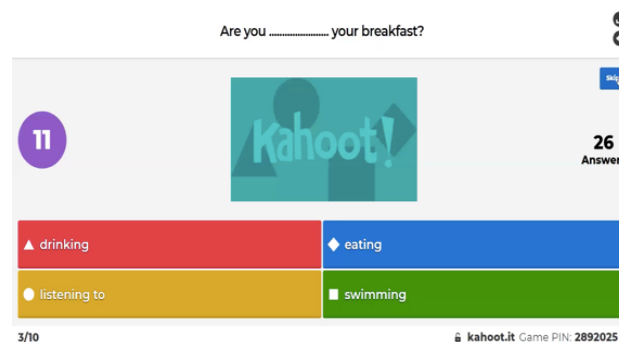 Are you ...................... your breakfast?
Skip
11
Kahoot!
26
Answer
drinking
eating
listening to
swimming
3/10
kahoot.it Game PIN: 2892025